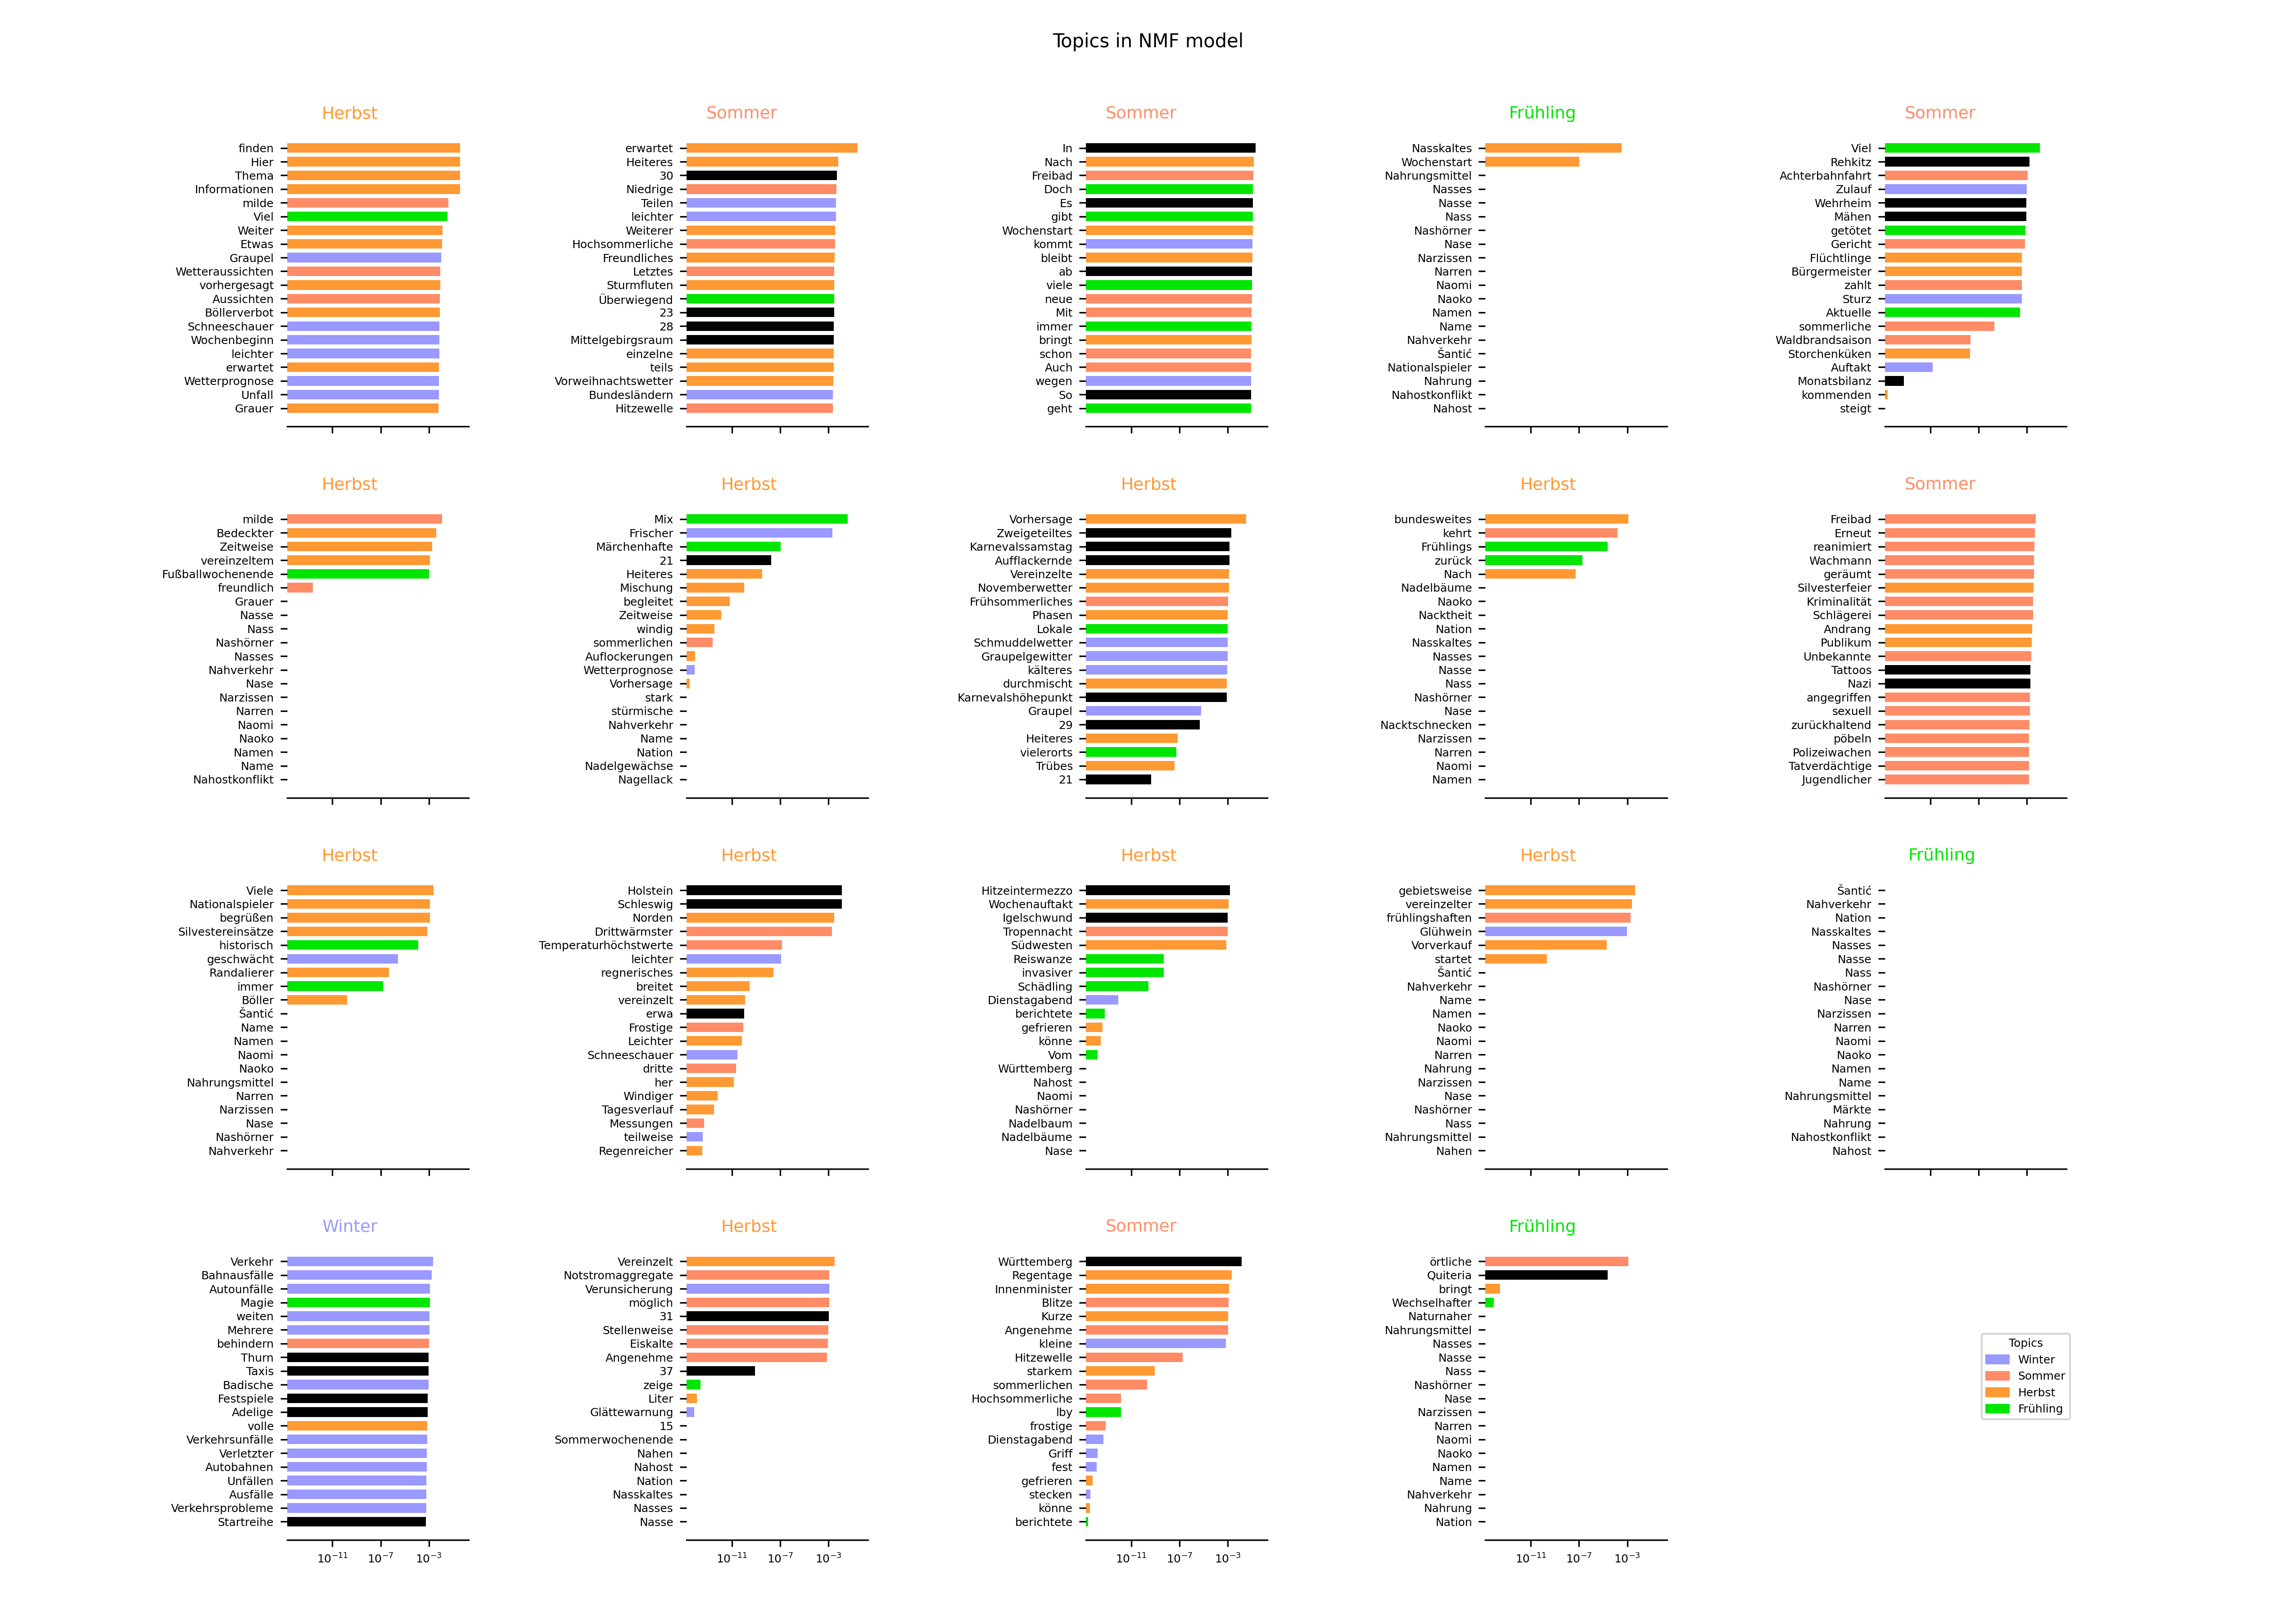 Topics in NMF model
Herbst
finden
Hier
Thema
Informationen
milde
Viel
Weiter
Etwas
Graupel
Wetteraussichten
vorhergesagt
Aussichten
Böllerverbot
Schneeschauer
Wochenbeginn
leichter
erwartet
Wetterprognose
Unfall
Grauer
Sommer
erwartet
Heiteres
30
Niedrige
Teilen
leichter
Weiterer
Hochsommerliche
Freundliches
Letztes
Sturmfluten
Überwiegend
23
28
Mittelgebirgsraum
einzelne
teils
Vorweihnachtswetter
Bundesländern
Hitzewelle
Sommer
In
Nach
Freibad
Doch
Es
gibt
Wochenstart
kommt
bleibt
ab
viele
neue
Mit
immer
bringt
schon
Auch
wegen
So
geht
Frühling
Nasskaltes
Wochenstart
Nahrungsmittel
Nasses
Nasse
Nass
Nashörner
Nase
Narzissen
Narren
Naomi
Naoko
Namen
Name
Nahverkehr
Šantić
Nationalspieler
Nahrung
Nahostkonflikt
Nahost
Sommer
Viel
Rehkitz
Achterbahnfahrt
Zulauf
Wehrheim
Mähen
getötet
Gericht
Flüchtlinge
Bürgermeister
zahlt
Sturz
Aktuelle
sommerliche
Waldbrandsaison
Storchenküken
Auftakt
Monatsbilanz
kommenden
steigt
Herbst
milde
Bedeckter
Zeitweise
vereinzeltem
Fußballwochenende
freundlich
Grauer
Nasse
Nass
Nashörner
Nasses
Nahverkehr
Nase
Narzissen
Narren
Naomi
Naoko
Namen
Name
Nahostkonflikt
Herbst
Mix
Frischer
Märchenhafte
21
Heiteres
Mischung
begleitet
Zeitweise
windig
sommerlichen
Auflockerungen
Wetterprognose
Vorhersage
stark
stürmische
Nahverkehr
Name
Nation
Nadelgewächse
Nagellack
Herbst
Vorhersage
Zweigeteiltes
Karnevalssamstag
Aufflackernde
Vereinzelte
Novemberwetter
Frühsommerliches
Phasen
Lokale
Schmuddelwetter
Graupelgewitter
kälteres
durchmischt
Karnevalshöhepunkt
Graupel
29
Heiteres
vielerorts
Trübes
21
Herbst
bundesweites
kehrt
Frühlings
zurück
Nach
Nadelbäume
Naoko
Nacktheit
Nation
Nasskaltes
Nasses
Nasse
Nass
Nashörner
Nase
Nacktschnecken
Narzissen
Narren
Naomi
Namen
Sommer
Freibad
Erneut
reanimiert
Wachmann
geräumt
Silvesterfeier
Kriminalität
Schlägerei
Andrang
Publikum
Unbekannte
Tattoos
Nazi
angegriffen
sexuell
zurückhaltend
pöbeln
Polizeiwachen
Tatverdächtige
Jugendlicher
Herbst
Viele
Nationalspieler
begrüßen
Silvestereinsätze
historisch
geschwächt
Randalierer
immer
Böller
Šantić
Name
Namen
Naomi
Naoko
Nahrungsmittel
Narren
Narzissen
Nase
Nashörner
Nahverkehr
Herbst
Holstein
Schleswig
Norden
Drittwärmster
Temperaturhöchstwerte
leichter
regnerisches
breitet
vereinzelt
erwa
Frostige
Leichter
Schneeschauer
dritte
her
Windiger
Tagesverlauf
Messungen
teilweise
Regenreicher
Herbst
Hitzeintermezzo
Wochenauftakt
Igelschwund
Tropennacht
Südwesten
Reiswanze
invasiver
Schädling
Dienstagabend
berichtete
gefrieren
könne
Vom
Württemberg
Nahost
Naomi
Nashörner
Nadelbaum
Nadelbäume
Nase
Herbst
gebietsweise
vereinzelter
frühlingshaften
Glühwein
Vorverkauf
startet
Šantić
Nahverkehr
Name
Namen
Naoko
Naomi
Narren
Nahrung
Narzissen
Nase
Nashörner
Nass
Nahrungsmittel
Nahen
Frühling
Šantić
Nahverkehr
Nation
Nasskaltes
Nasses
Nasse
Nass
Nashörner
Nase
Narzissen
Narren
Naomi
Naoko
Namen
Name
Nahrungsmittel
Märkte
Nahrung
Nahostkonflikt
Nahost
Winter
Verkehr
Bahnausfälle
Autounfälle
Magie
weiten
Mehrere
behindern
Thurn
Taxis
Badische
Festspiele
Adelige
volle
Verkehrsunfälle
Verletzter
Autobahnen
Unfällen
Ausfälle
Verkehrsprobleme
Startreihe
10⁻¹¹ 10⁻⁷ 10⁻³
Herbst
Vereinzelt
Notstromaggregate
Verunsicherung
möglich
31
Stellenweise
Eiskalte
Angenehme
37
zeige
Liter
Glättewarnung
15
Sommerwochenende
Nahen
Nahost
Nation
Nasskaltes
Nasses
Nasse
10⁻¹¹ 10⁻⁷ 10⁻³
Sommer
Württemberg
Regentage
Innenminister
Blitze
Kurze
Angenehme
kleine
Hitzewelle
starkem
sommerlichen
Hochsommerliche
lby
frostige
Dienstagabend
Griff
fest
gefrieren
stecken
könne
berichtete
10⁻¹¹ 10⁻⁷ 10⁻³
Frühling
örtliche
Quiteria
bringt
Wechselhafter
Naturnaher
Nahrungsmittel
Nasses
Nasse
Nass
Nashörner
Nase
Narzissen
Narren
Naomi
Naoko
Namen
Name
Nahverkehr
Nahrung
Nation
10⁻¹¹ 10⁻⁷ 10⁻³
Topics
Winter
Sommer
Herbst
Frühling